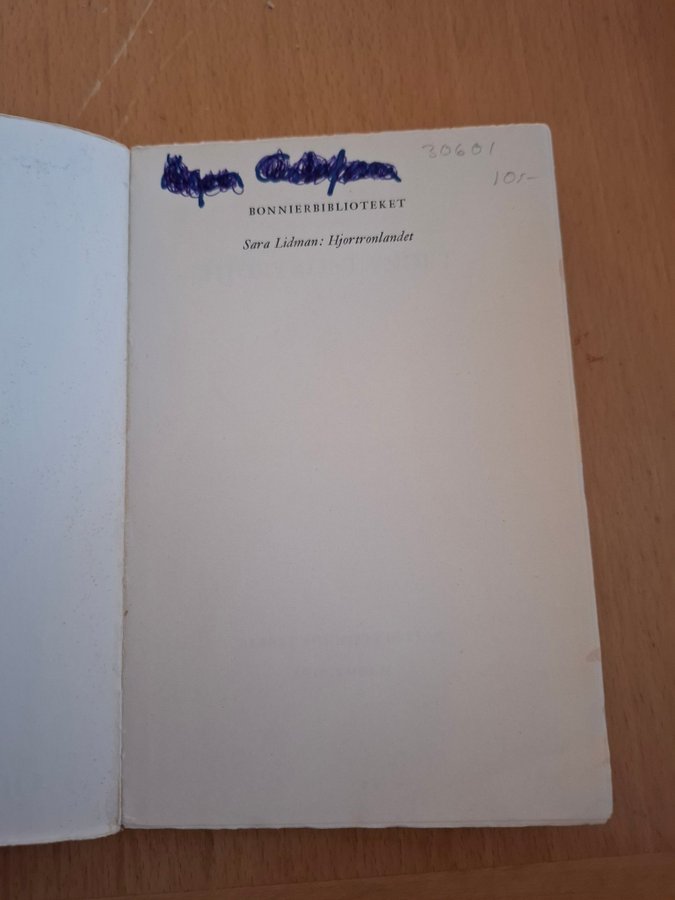 30601
10:-
BONNIERBIBLIOTEKET
Sara Lidman: Hjortronlandet